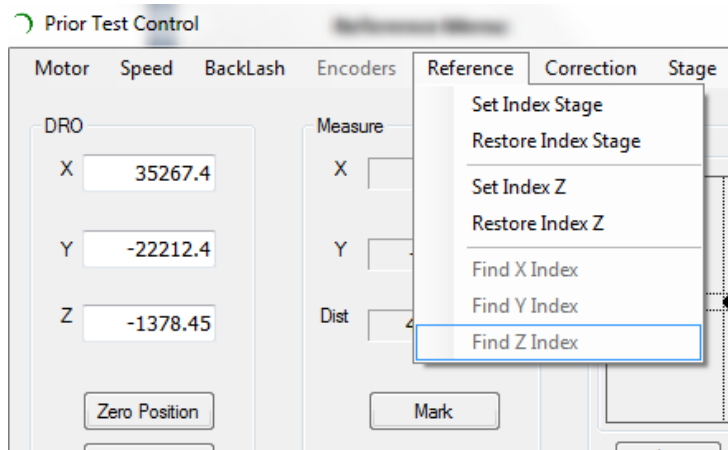 Prior Test Control
Motor Speed BackLash Encoders Reference Correction Stage
Set Index Stage
Restore Index Stage
Set Index Z
Restore Index Z
Find X Index
Find Y Index
Find Z Index
DRO
X 35267.4
Y -22212.4
Z -1378.45
Zero Position
Measure
X
Y
Dist 4
Mark